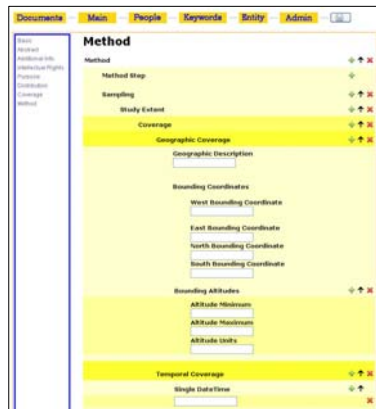 Documents Main People Keywords Entity Admin
Basic
Abstract
Additional Info
Intellectual Rights
Purpose
Distribution
Coverage
Method
Method
Method
Method Step
Sampling
Study Extent
Coverage
Geographic Coverage
Geographic Description
Bounding Coordinates
West Bounding Coordinate
East Bounding Coordinate
North Bounding Coordinate
South Bounding Coordinate
Bounding Altitudes
Altitude Minimum
Altitude Maximum
Altitude Units
Temporal Coverage
Single DateTime